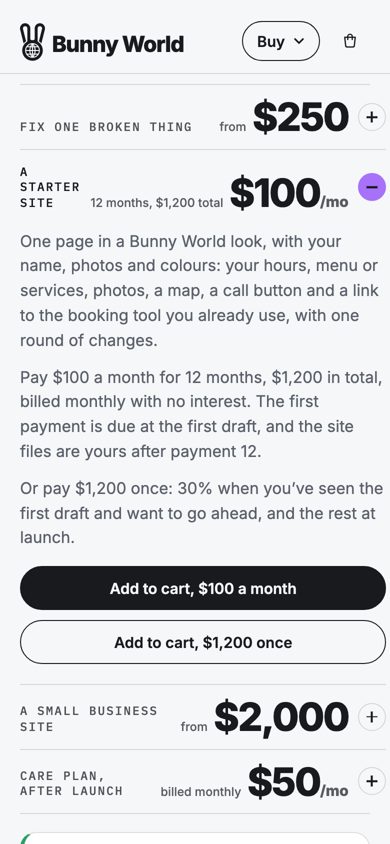 Bunny World
Buy
FIX ONE BROKEN THING from $250
A
STARTER
SITE 12 months, $1,200 total $100/mo
One page in a Bunny World look, with your
name, photos and colours: your hours, menu or
services, photos, a map, a call button and a link
to the booking tool you already use, with one
round of changes.
Pay $100 a month for 12 months, $1,200 in total,
billed monthly with no interest. The first
payment is due at the first draft, and the site
files are yours after payment 12.
Or pay $1,200 once: 30% when you’ve seen the
first draft and want to go ahead, and the rest at
launch.
Add to cart, $100 a month
Add to cart, $1,200 once
A SMALL BUSINESS
SITE from $2,000
CARE PLAN,
AFTER LAUNCH billed monthly $50/mo